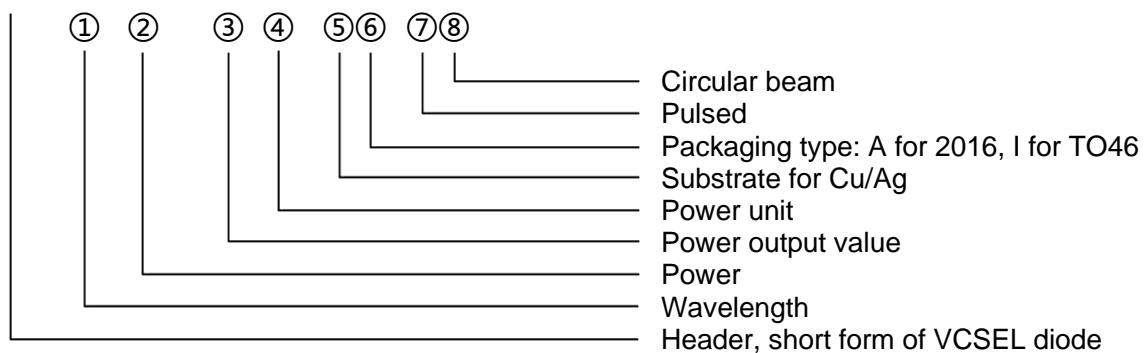 ① ② ③ ④ ⑤⑥ ⑦⑧
Circular beam
Pulsed
Packaging type: A for 2016, I for TO46
Substrate for Cu/Ag
Power unit
Power output value
Power
Wavelength
Header, short form of VCSEL diode